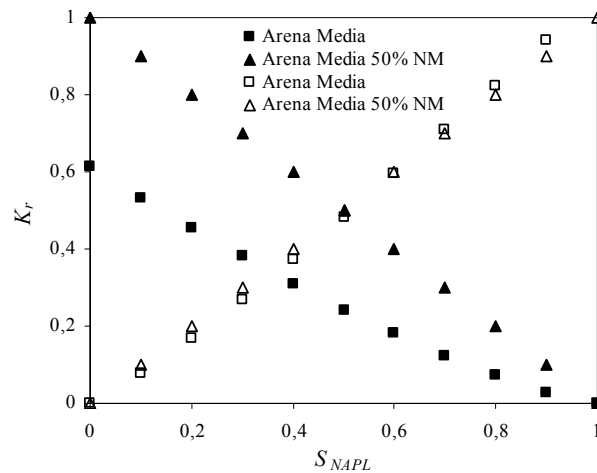 1
0,8
0,6
0,4
0,2
0
Kr
Arena Media
Arena Media 50% NM
Arena Media
Arena Media 50% NM
0 0,2 0,4 0,6 0,8 1
S NAPL